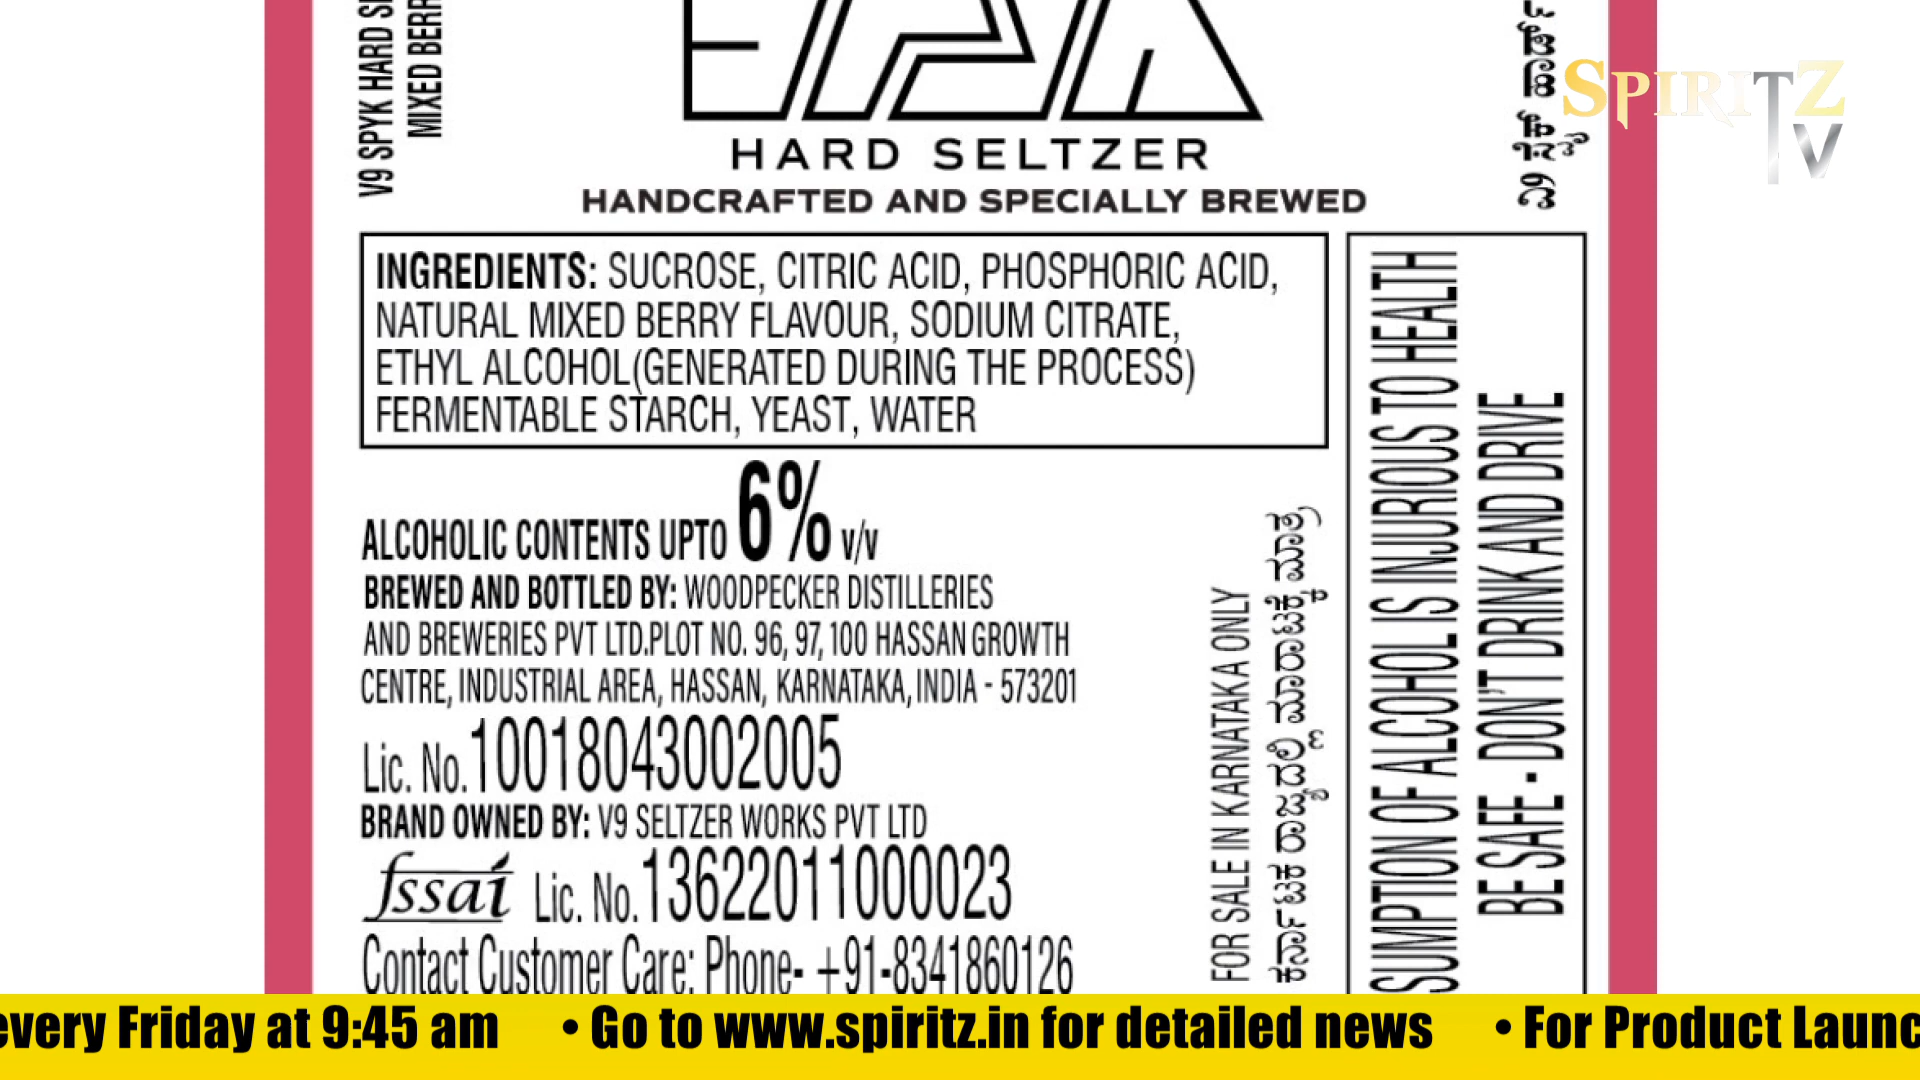 V9 SPYK HARD
MIXED
SPIRITZ
TV
HARD SELTZER
HANDCRAFTED AND SPECIALLY BREWED
INGREDIENTS: SUCROSE, CITRIC ACID, PHOSPHORIC ACID,
NATURAL MIXED BERRY FLAVOUR, SODIUM CITRATE,
ETHYL ALCOHOL(GENERATED DURING THE PROCESS)
FERMENTABLE STARCH, YEAST, WATER
ALCOHOLIC CONTENTS UPTO 6% v/v
BREWED AND BOTTLED BY: WOODPECKER DISTILLERIES
AND BREWERIES PVT LTD.PLOT NO. 96, 97, 100 HASSAN GROWTH
CENTRE, INDUSTRIAL AREA, HASSAN, KARNATAKA, INDIA - 573201
Lic. No.10018043002005
BRAND OWNED BY: V9 SELTZER WORKS PVT LTD
fssai Lic. No.13622011000023
Contact Customer Care: Phone- +91-8341860126
FOR SALE IN KARNATAKA ONLY
ಕರ್ನಾಟಕ ರಾಜ್ಯದಲ್ಲಿ ಮಾರಾಟಕ್ಕೆ ಮಾತ್ರ
SUMPTION OF ALCOHOL IS INJURIOUS TO HEALTH
BE SAFE - DON'T DRINK AND DRIVE
every Friday at 9:45 am • Go to www.spiritz.in for detailed news • For Product Launc